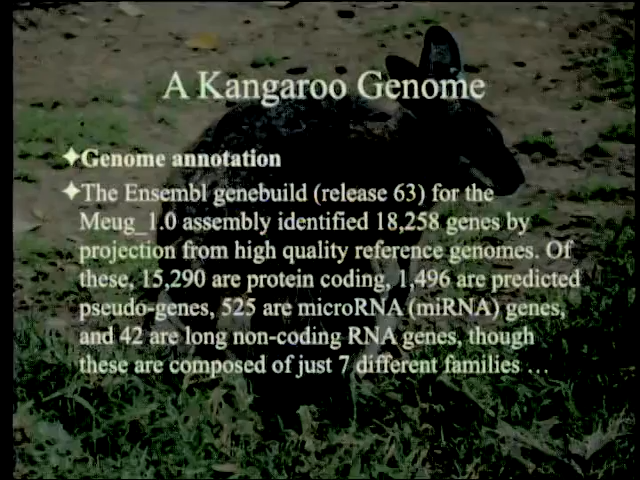 A Kangaroo Genome
✦Genome annotation
✦The Ensembl genebuild (release 63) for the
Meug_1.0 assembly identified 18,258 genes by
projection from high quality reference genomes. Of
these, 15,290 are protein coding, 1,496 are predicted
pseudo-genes, 525 are microRNA (miRNA) genes,
and 42 are long non-coding RNA genes, though
these are composed of just 7 different families …